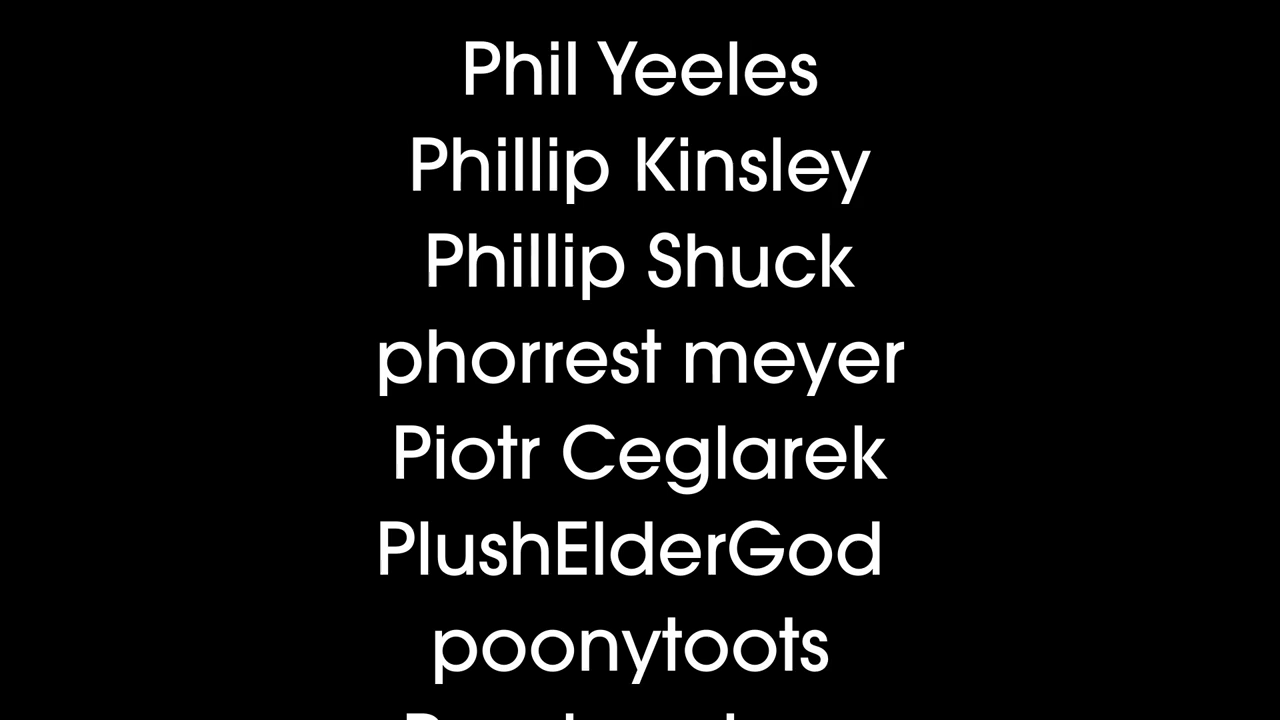 Phil Yeeles
Phillip Kinsley
Phillip Shuck
phorrest meyer
Piotr Ceglarek
PlushElderGod
poonytoots